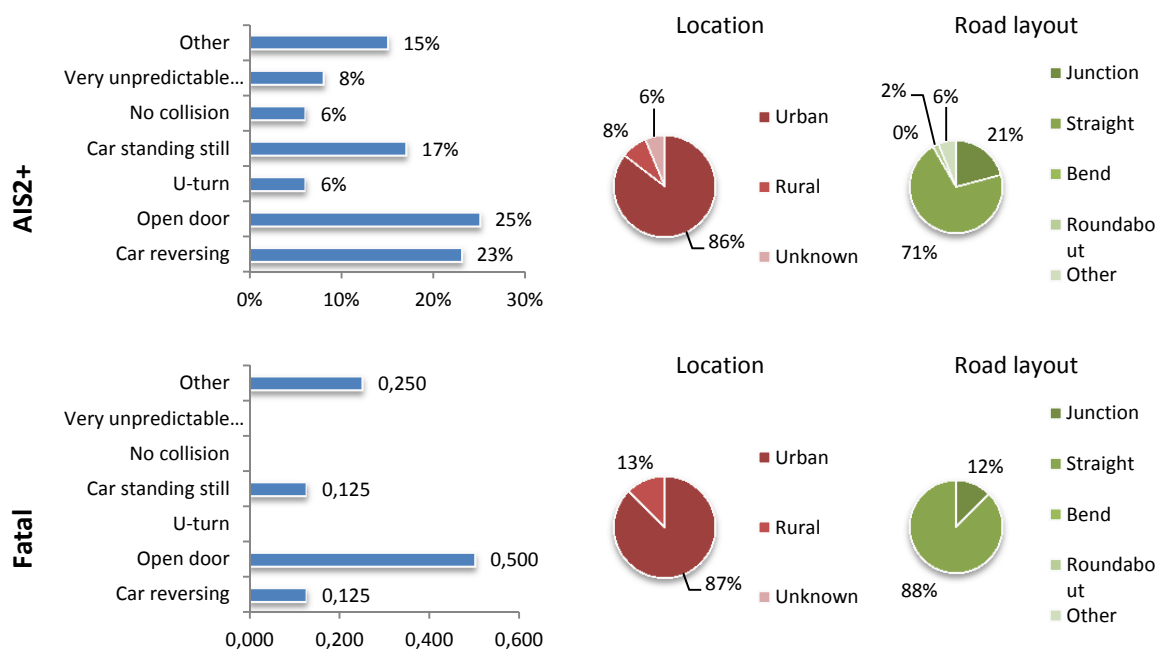 AIS2+
Other
15%
Very unpredictable...
8%
No collision
6%
Car standing still
17%
U-turn
6%
Open door
25%
Car reversing
23%
0%
10%
20%
30%
Location
6%
8%
86%
Urban
Rural
Unknown
Road layout
2%
6%
0%
21%
71%
Junction
Straight
Bend
Roundabo
ut
Other
Fatal
Other
0,250
Very unpredictable...
No collision
Car standing still
0,125
U-turn
Open door
0,500
Car reversing
0,125
0,000
0,200
0,400
0,600
Location
13%
87%
Urban
Rural
Unknown
Road layout
12%
88%
Junction
Straight
Bend
Roundabo
ut
Other